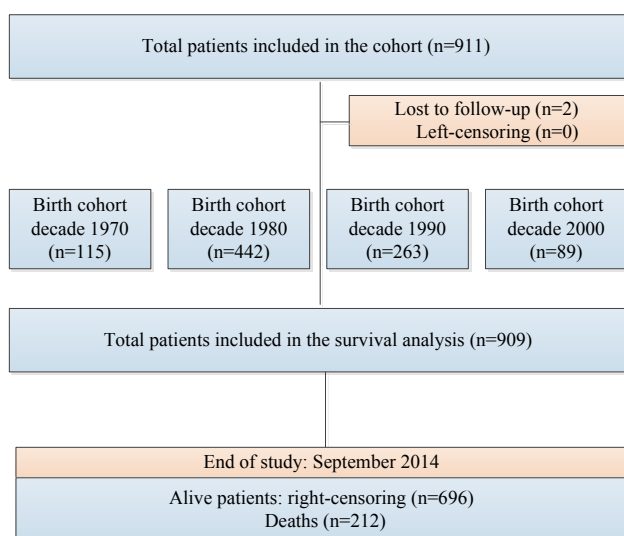 Total patients included in the cohort (n=911)
Lost to follow-up (n=2)
Left-censoring (n=0)
Birth cohort
decade 1970
(n=115)
Birth cohort
decade 1980
(n=442)
Birth cohort
decade 1990
(n=263)
Birth cohort
decade 2000
(n=89)
Total patients included in the survival analysis (n=909)
End of study: September 2014
Alive patients: right-censoring (n=696)
Deaths (n=212)